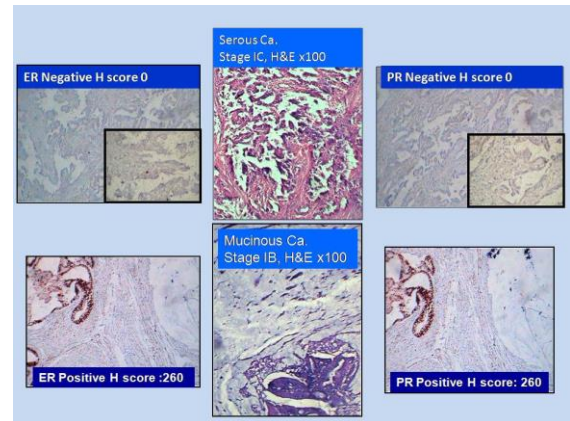 Serous Ca.
Stage IC, H&E x100
ER Negative H score 0
PR Negative H score 0
Mucinous Ca.
Stage IB, H&E x100
ER Positive H score :260
PR Positive H score: 260